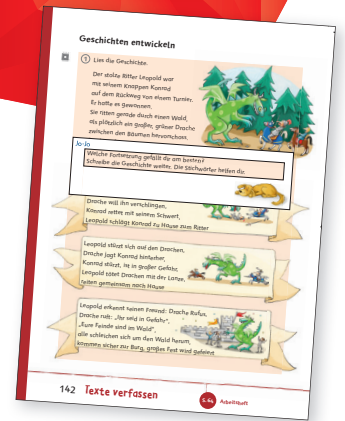 Geschichten entwickeln
1 Lies die Geschichte.
Der stolze Ritter Leopold war
mit seinem Knappen Konrad
auf dem Rückweg von einem Turnier.
Er hatte es gewonnen.
Sie ritten gerade durch einen Wald,
als plötzlich ein großer, grüner Drache
zwischen den Bäumen hervorschoss.
Jo-Jo
Welche Fortsetzung gefällt dir am besten?
Schreibe die Geschichte weiter. Die Stichwörter helfen dir.
Drache will ihn verschlingen,
Konrad rettet mit seinem Schwert,
Leopold schlägt Konrad zu Hause zum Ritter
Leopold stürzt sich auf den Drachen,
Drache jagt Konrad hinterher,
Konrad stürzt, ist in großer Gefahr,
Leopold tötet Drachen mit der Lanze,
reiten gemeinsam nach Hause
Leopold erkennt seinen Freund: Drache Rufus,
Drache ruft: „Ihr seid in Gefahr",
„Eure Feinde sind im Wald",
alle schleichen sich um den Wald herum,
kommen sicher zur Burg, großes Fest wird gefeiert
142 Texte verfassen
S. 64 Arbeitsheft